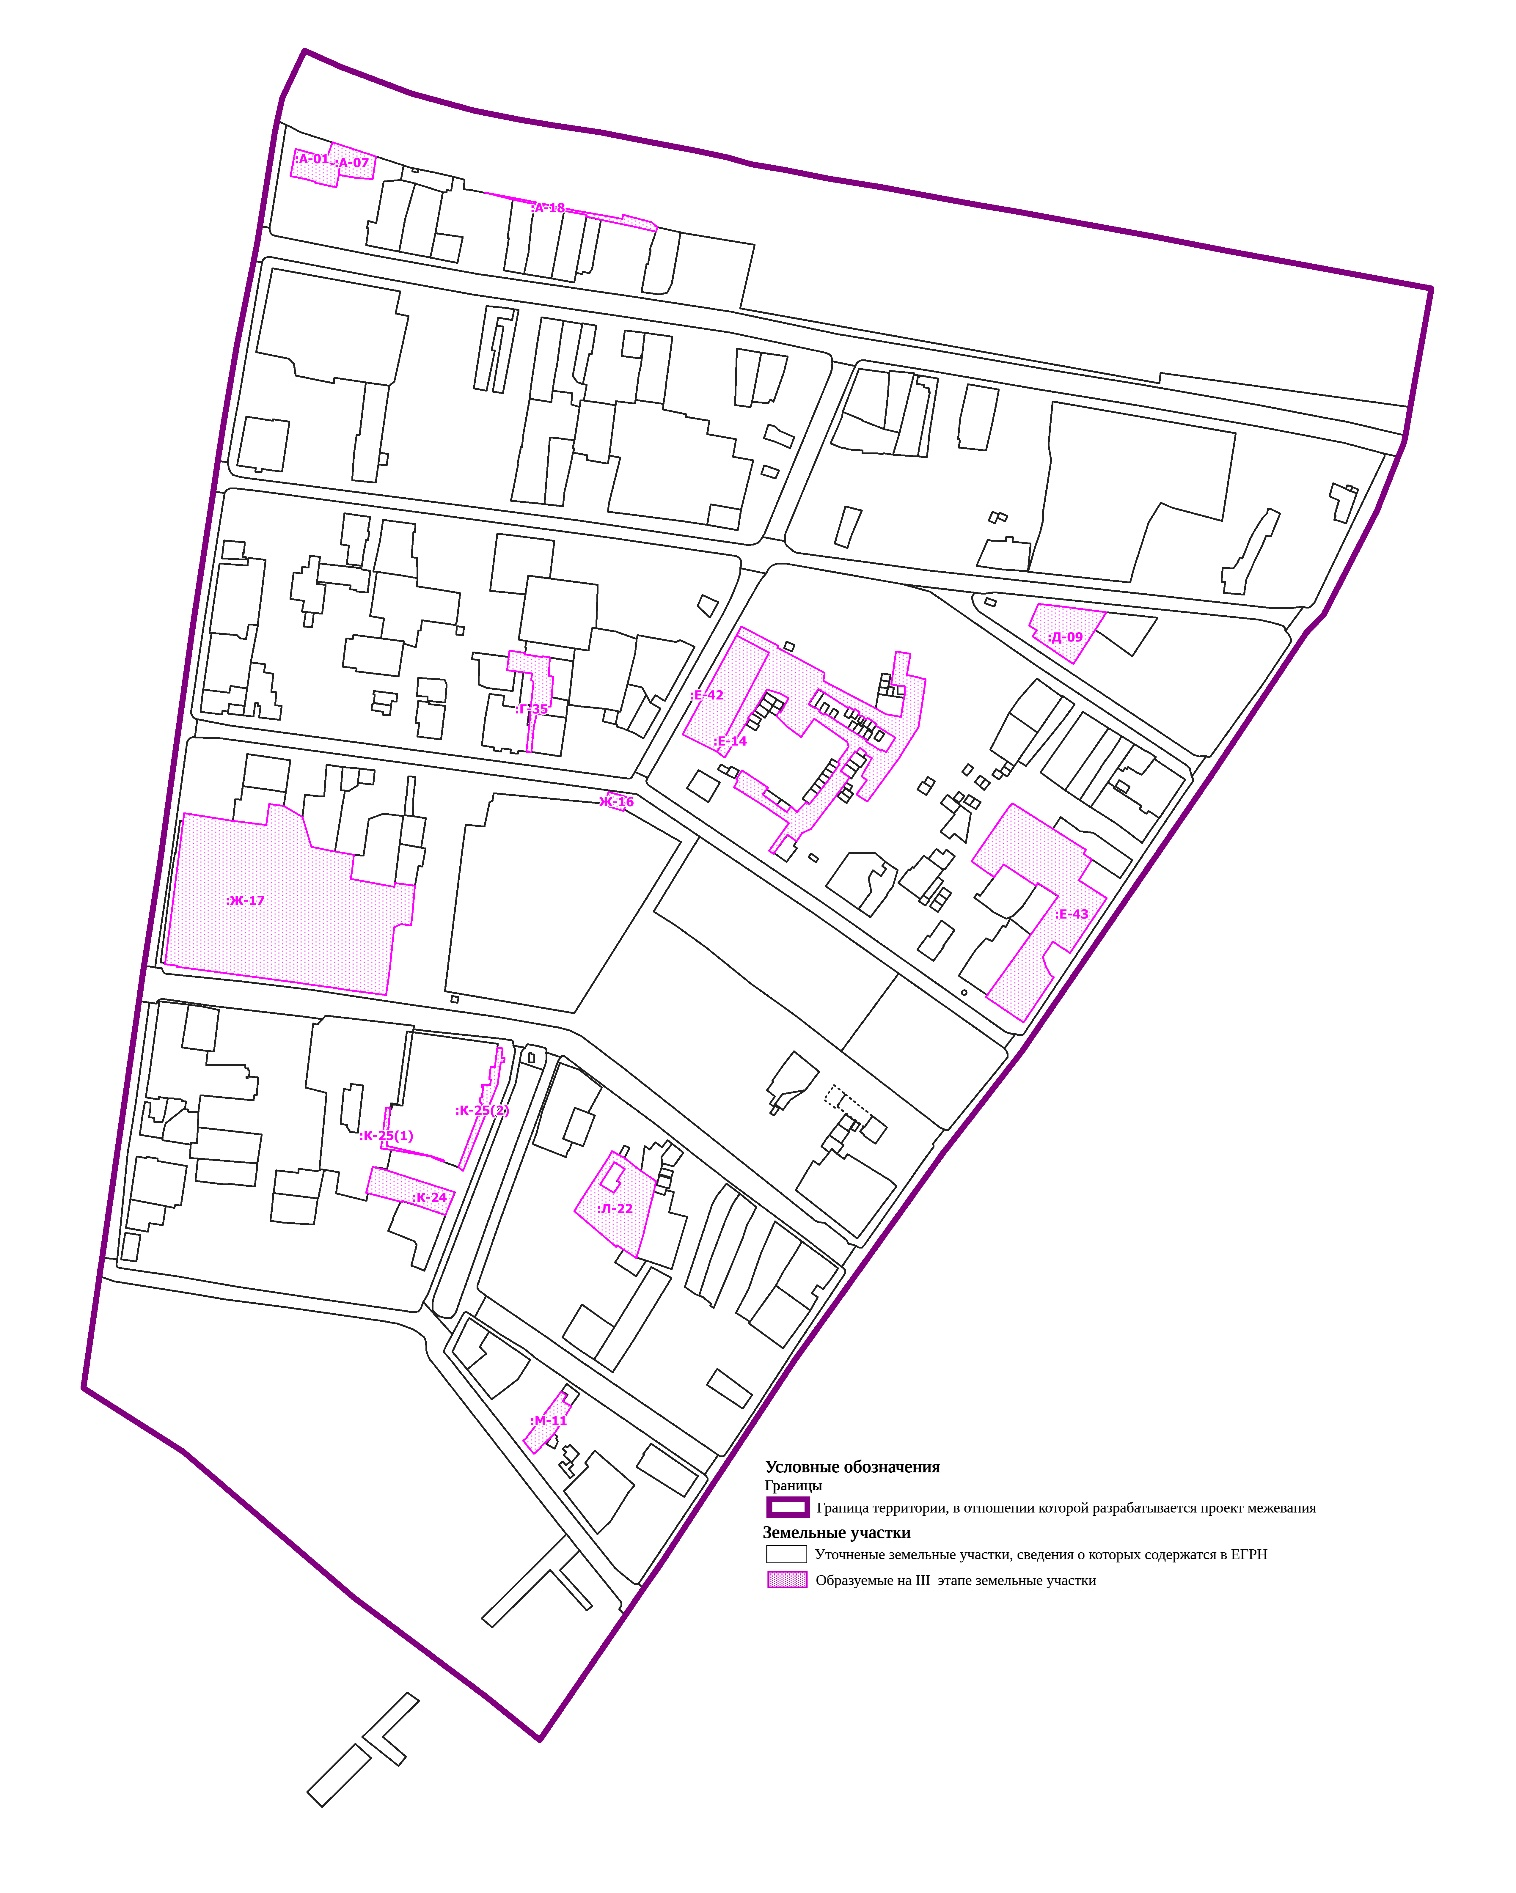 :А-01
:А-07
:А-18
:Д-09
:Е-42
:Г-35
:Е-14
Ж-16
:Ж-17
:Е-43
:К-25(2)
:К-25(1)
:К-24
:Л-22
:М-11
Условные обозначения
Границы
Граница территории, в отношении которой разрабатывается проект межевания
Земельные участки
Уточненые земельные участки, сведения о которых содержатся в ЕГРН
Образуемые на III этапе земельные участки